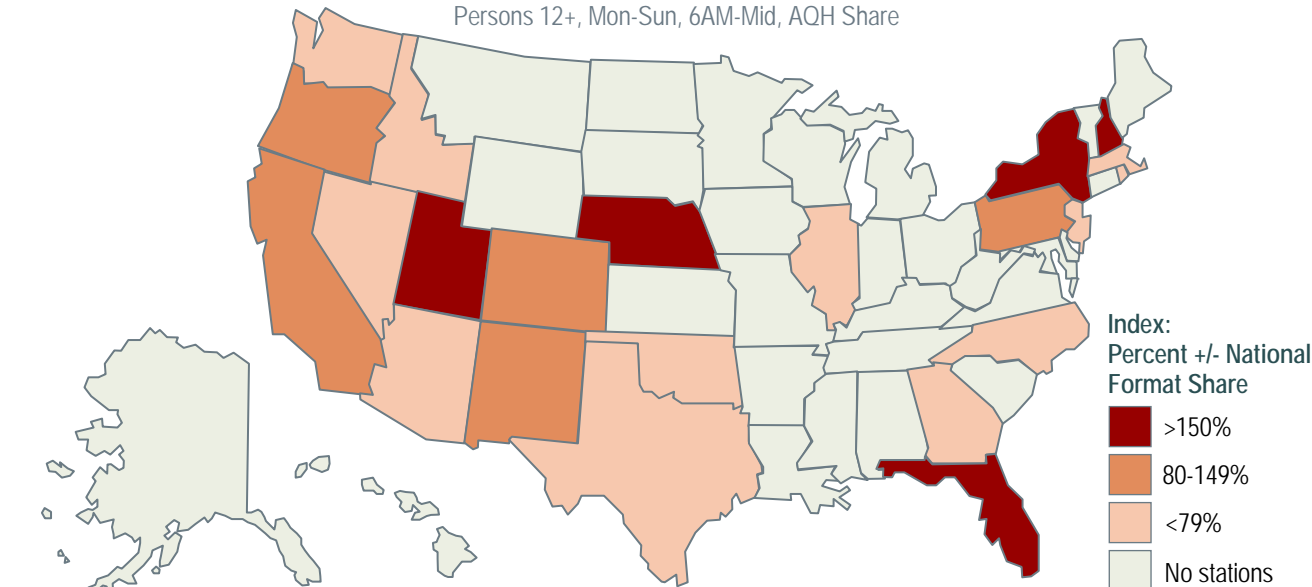 Persons 12+, Mon-Sun, 6AM-Mid, AQH Share
Index:
Percent +/- National
Format Share
>150%
80-149%
<79%
No stations